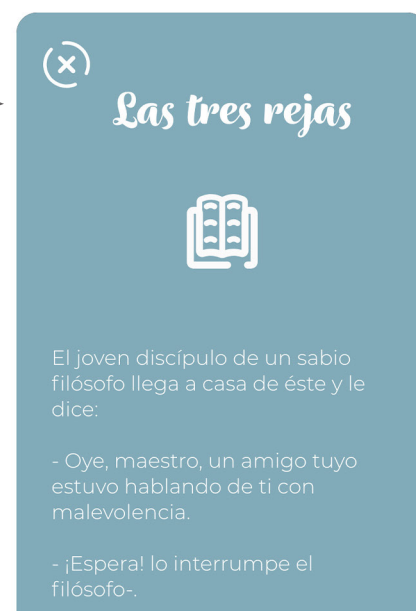 Las tres rejas
El joven discípulo de un sabio
filósofo llega a casa de éste y le
dice:
- Oye, maestro, un amigo tuyo
estuvo hablando de ti con
malevolencia.
- ¡Espera! lo interrumpe el
filósofo-.